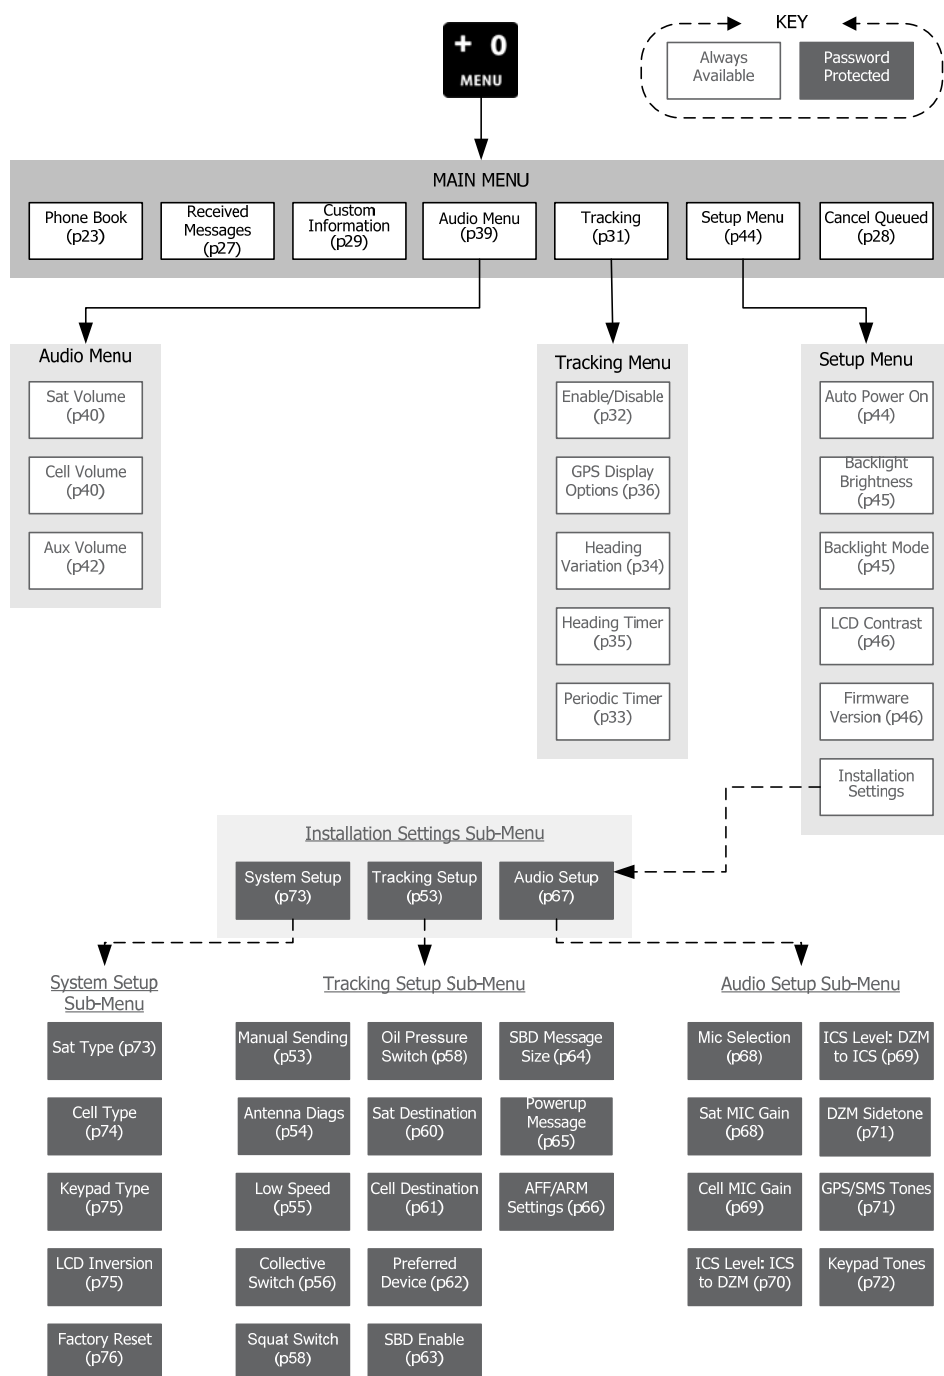 KEY
Always
Available
Password
Protected
+ 0
MENU
MAIN MENU
Phone Book
(p23)
Received
Messages
(p27)
Custom
Information
(p29)
Audio Menu
(p39)
Tracking
(p31)
Setup Menu
(p44)
Cancel Queued
(p28)
Audio Menu
Sat Volume
(p40)
Cell Volume
(p40)
Aux Volume
(p42)
Tracking Menu
Enable/Disable
(p32)
GPS Display
Options (p36)
Heading
Variation (p34)
Heading Timer
(p35)
Periodic Timer
(p33)
Setup Menu
Auto Power On
(p44)
Backlight
Brightness
(p45)
Backlight Mode
(p45)
LCD Contrast
(p46)
Firmware
Version (p46)
Installation
Settings
Installation Settings Sub-Menu
System Setup
(p73)
Tracking Setup
(p53)
Audio Setup
(p67)
System Setup
Sub-Menu
Sat Type (p73)
Cell Type
(p74)
Keypad Type
(p75)
LCD Inversion
(p75)
Factory Reset
(p76)
Tracking Setup Sub-Menu
Manual Sending
(p53)
Antenna Diags
(p54)
Low Speed
(p55)
Collective
Switch (p56)
Squat Switch
(p58)
Oil Pressure
Switch (p58)
Sat Destination
(p60)
Cell Destination
(p61)
Preferred
Device (p62)
SBD Enable
(p63)
SBD Message
Size (p64)
Powerup
Message
(p65)
AFF/ARM
Settings (p66)
Audio Setup Sub-Menu
Mic Selection
(p68)
Sat MIC Gain
(p68)
Cell MIC Gain
(p69)
ICS Level: ICS
to DZM (p70)
ICS Level: DZM
to ICS (p69)
DZM Sidetone
(p71)
GPS/SMS Tones
(p71)
Keypad Tones
(p72)